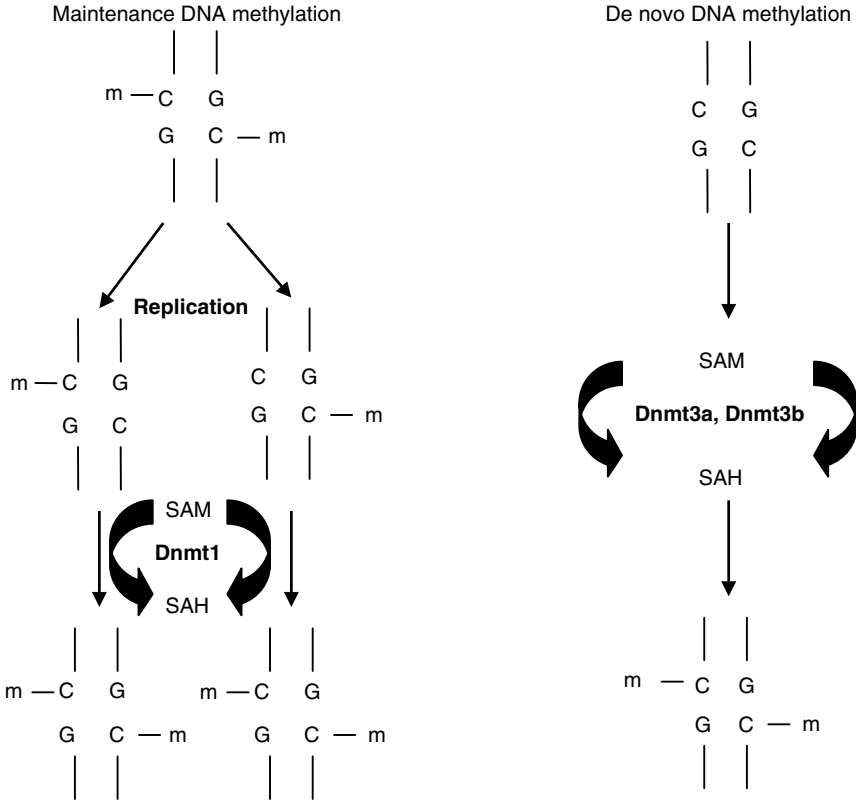 Maintenance DNA methylation
m C G
G C m
Replication
m C G
G C
C G
G C m
SAM
Dnmt1
SAH
m C G
G C m
m C G
G C m
De novo DNA methylation
C G
G C
SAM
Dnmt3a, Dnmt3b
SAH
m C G
G C m